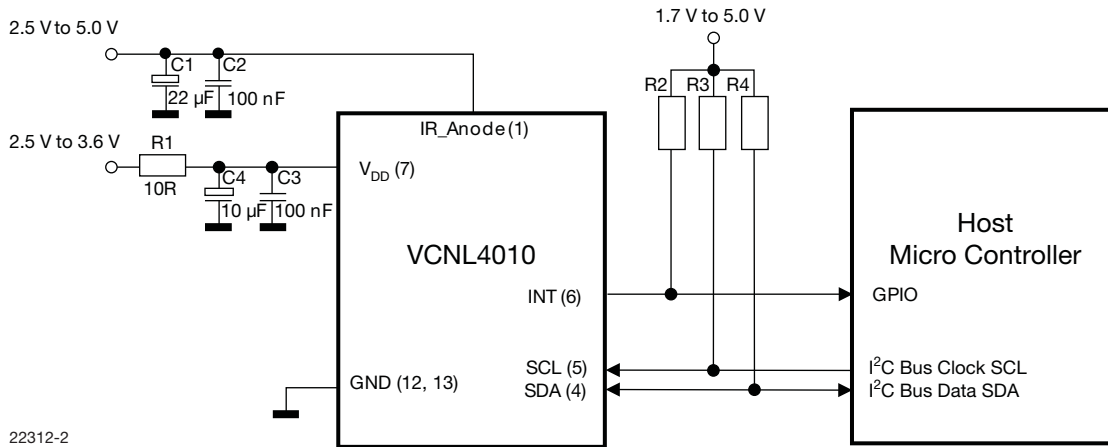 1.7 V to 5.0 V
2.5 V to 5.0 V
C1
C2
22 µF
100 nF
R2
R3
R4
IR_Anode (1)
2.5 V to 3.6 V
R1
10R
C4
C3
10 µF
100 nF
VDD (7)
VCNL4010
Host
Micro Controller
INT (6)
GPIO
GND (12, 13)
SCL (5)
I²C Bus Clock SCL
SDA (4)
I²C Bus Data SDA
22312-2